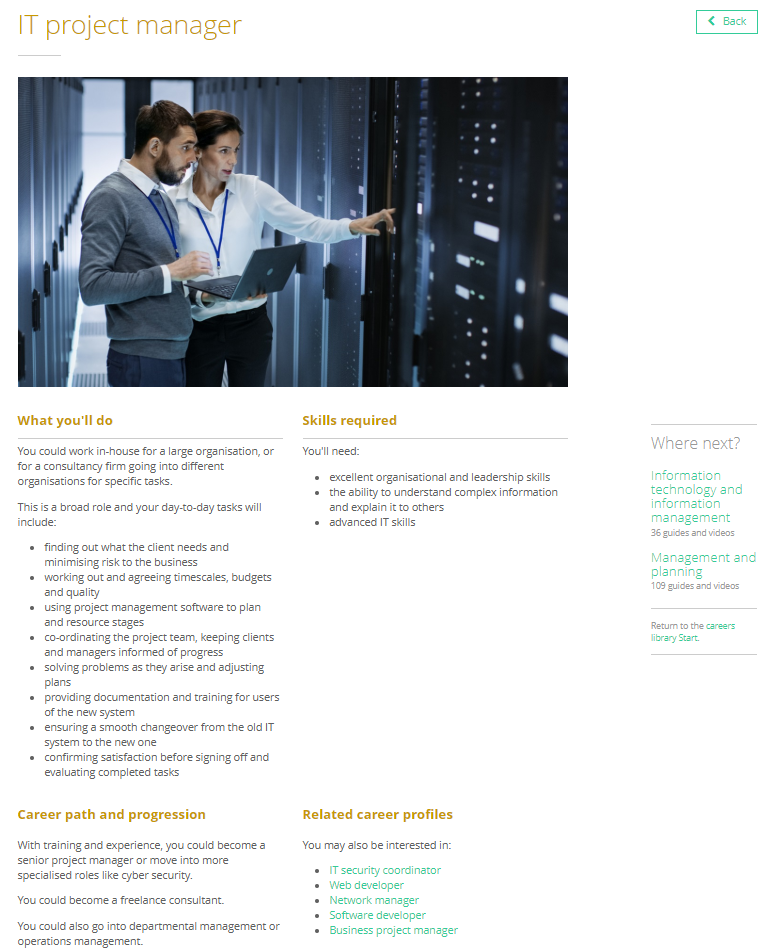 IT project manager
Back
What you'll do
You could work in-house for a large organisation, or
for a consultancy firm going into different
organisations for specific tasks.
This is a broad role and your day-to-day tasks will
include:
finding out what the client needs and
minimising risk to the business
working out and agreeing timescales, budgets
and quality
using project management software to plan
and resource stages
co-ordinating the project team, keeping clients
and managers informed of progress
solving problems as they arise and adjusting
plans
providing documentation and training for users
of the new system
ensuring a smooth changeover from the old IT
system to the new one
confirming satisfaction before signing off and
evaluating completed tasks
Skills required
You'll need:
excellent organisational and leadership skills
the ability to understand complex information
and explain it to others
advanced IT skills
Where next?
Information
technology and
information
management
36 guides and videos
Management and
planning
109 guides and videos
Return to the careers
library Start.
Career path and progression
With training and experience, you could become a
senior project manager or move into more
specialised roles like cyber security.
You could become a freelance consultant.
You could also go into departmental management or
operations management.
Related career profiles
You may also be interested in:
IT security coordinator
Web developer
Network manager
Software developer
Business project manager